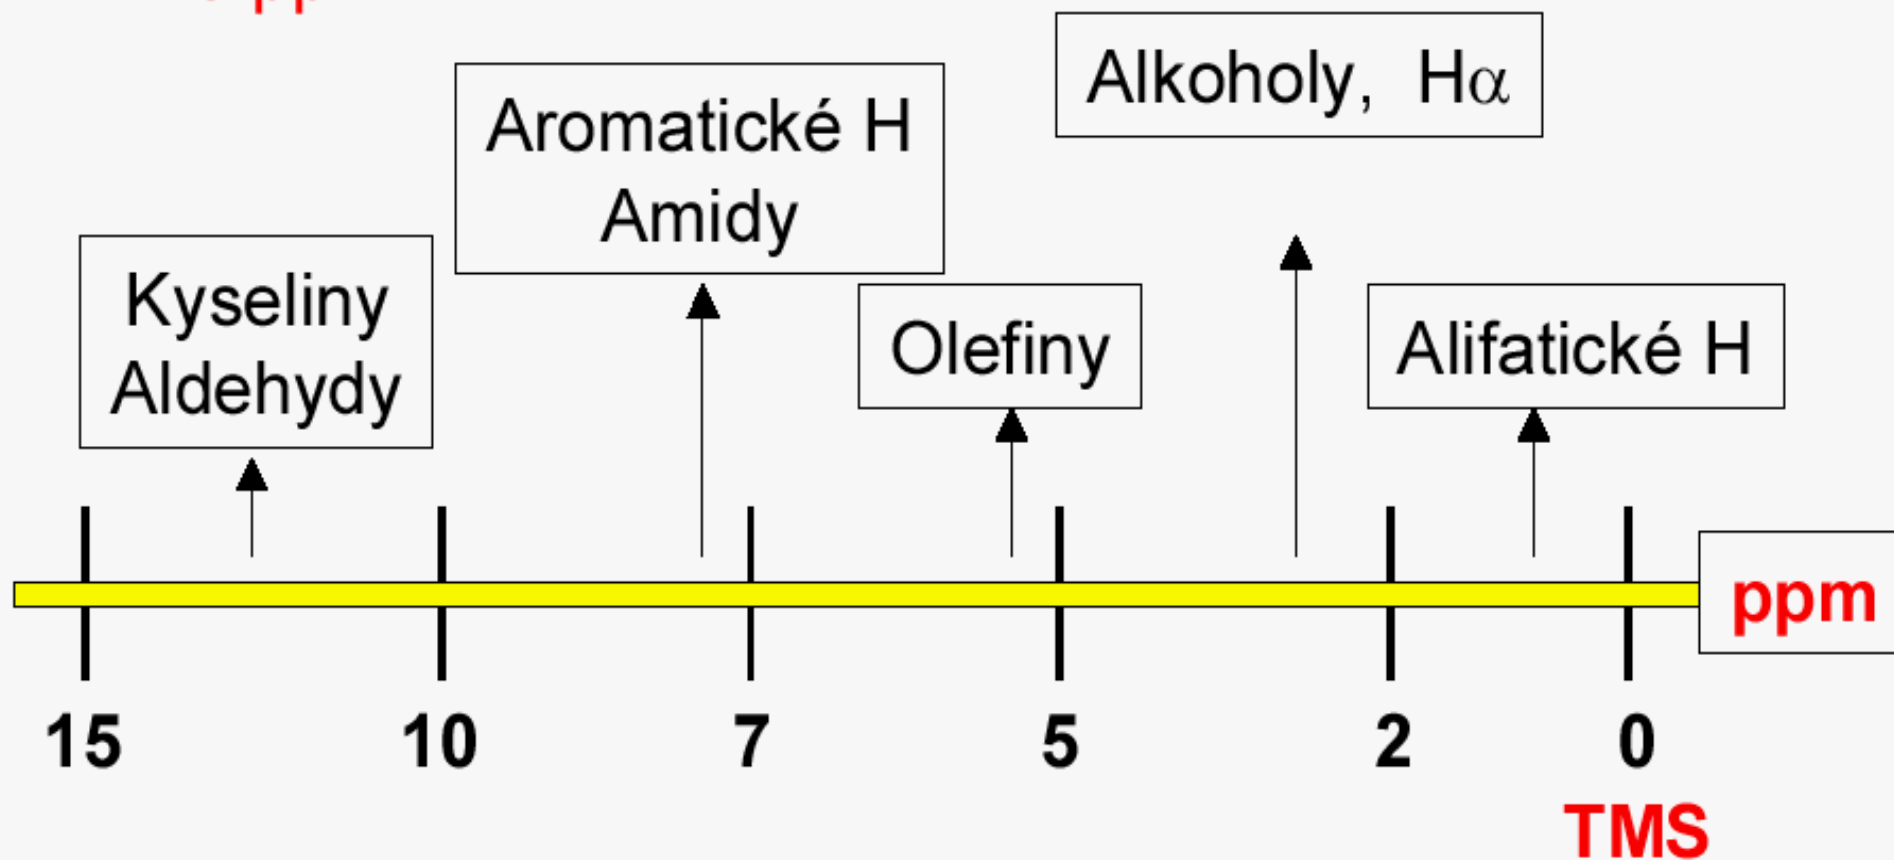 Alkoholy, Hα
Aromatické H
Amidy
Kyseliny
Aldehydy
Olefiny
Alifatické H
ppm
15 10 7 5 2 0
TMS